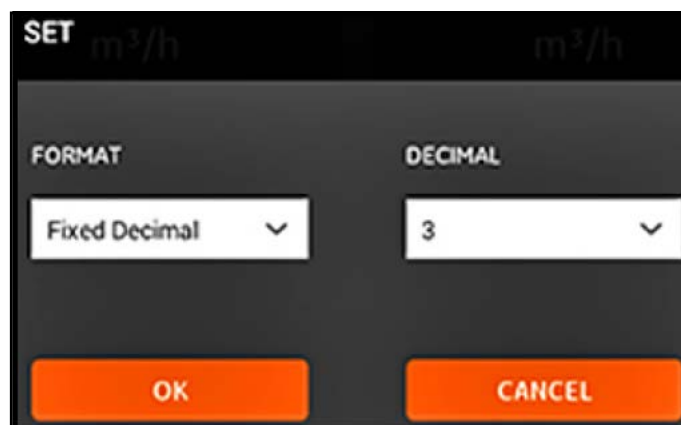 SET
m³/h m³/h
FORMAT DECIMAL
Fixed Decimal 3
OK CANCEL